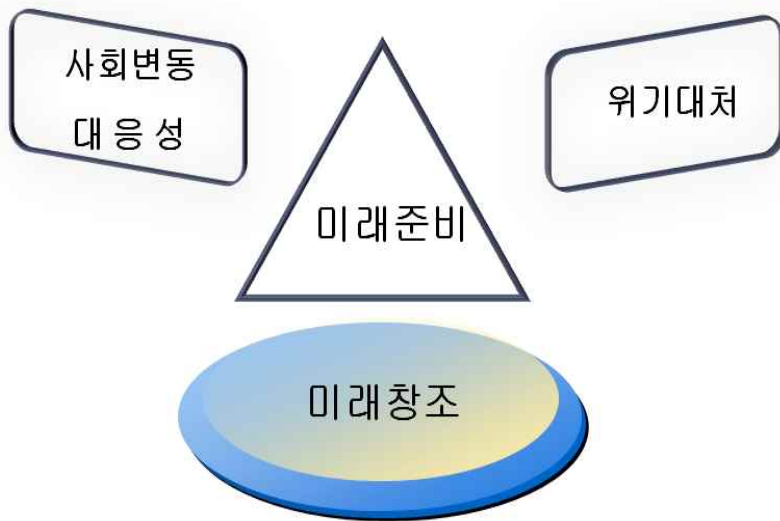 사회변동
대 응 성
위기대처
미래준비
미래창조